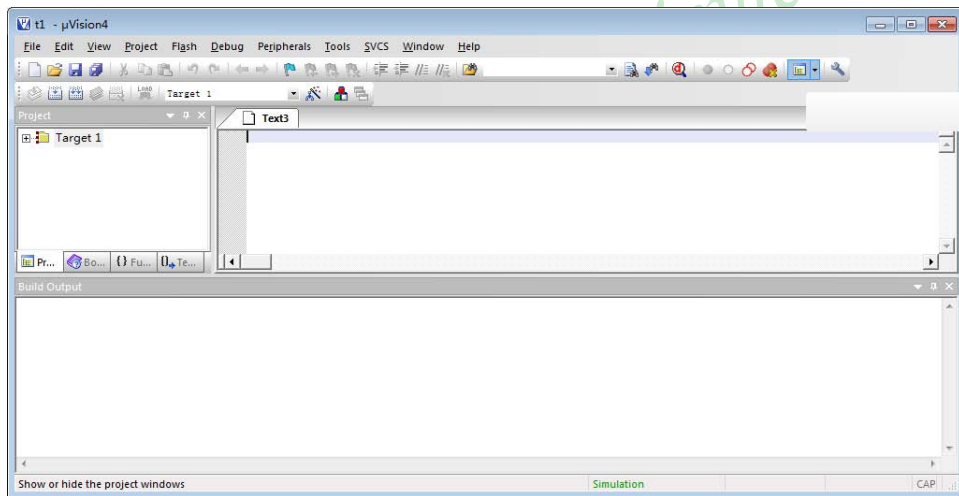 t1 - µVision4
File Edit View Project Flash Debug Peripherals Tools SVCS Window Help
LOAD Target 1
Project
Text3
Target 1
Pr... Bo... {} Fu... 0 Te...
Build Output
Show or hide the project windows Simulation CAP